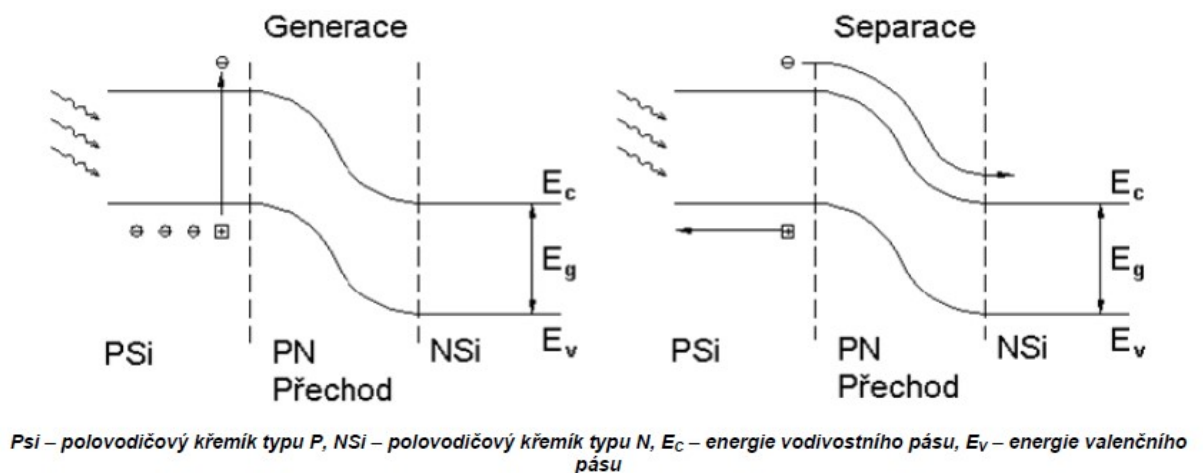 Generace
Separace
E_c
E_g
E_v
PSi
PN
Přechod
NSi
E_c
E_g
E_v
PSi
PN
Přechod
NSi
Psi – polovodičový křemík typu P, NSi – polovodičový křemík typu N, E_C – energie vodivostního pásu, E_V – energie valenčního
pásu